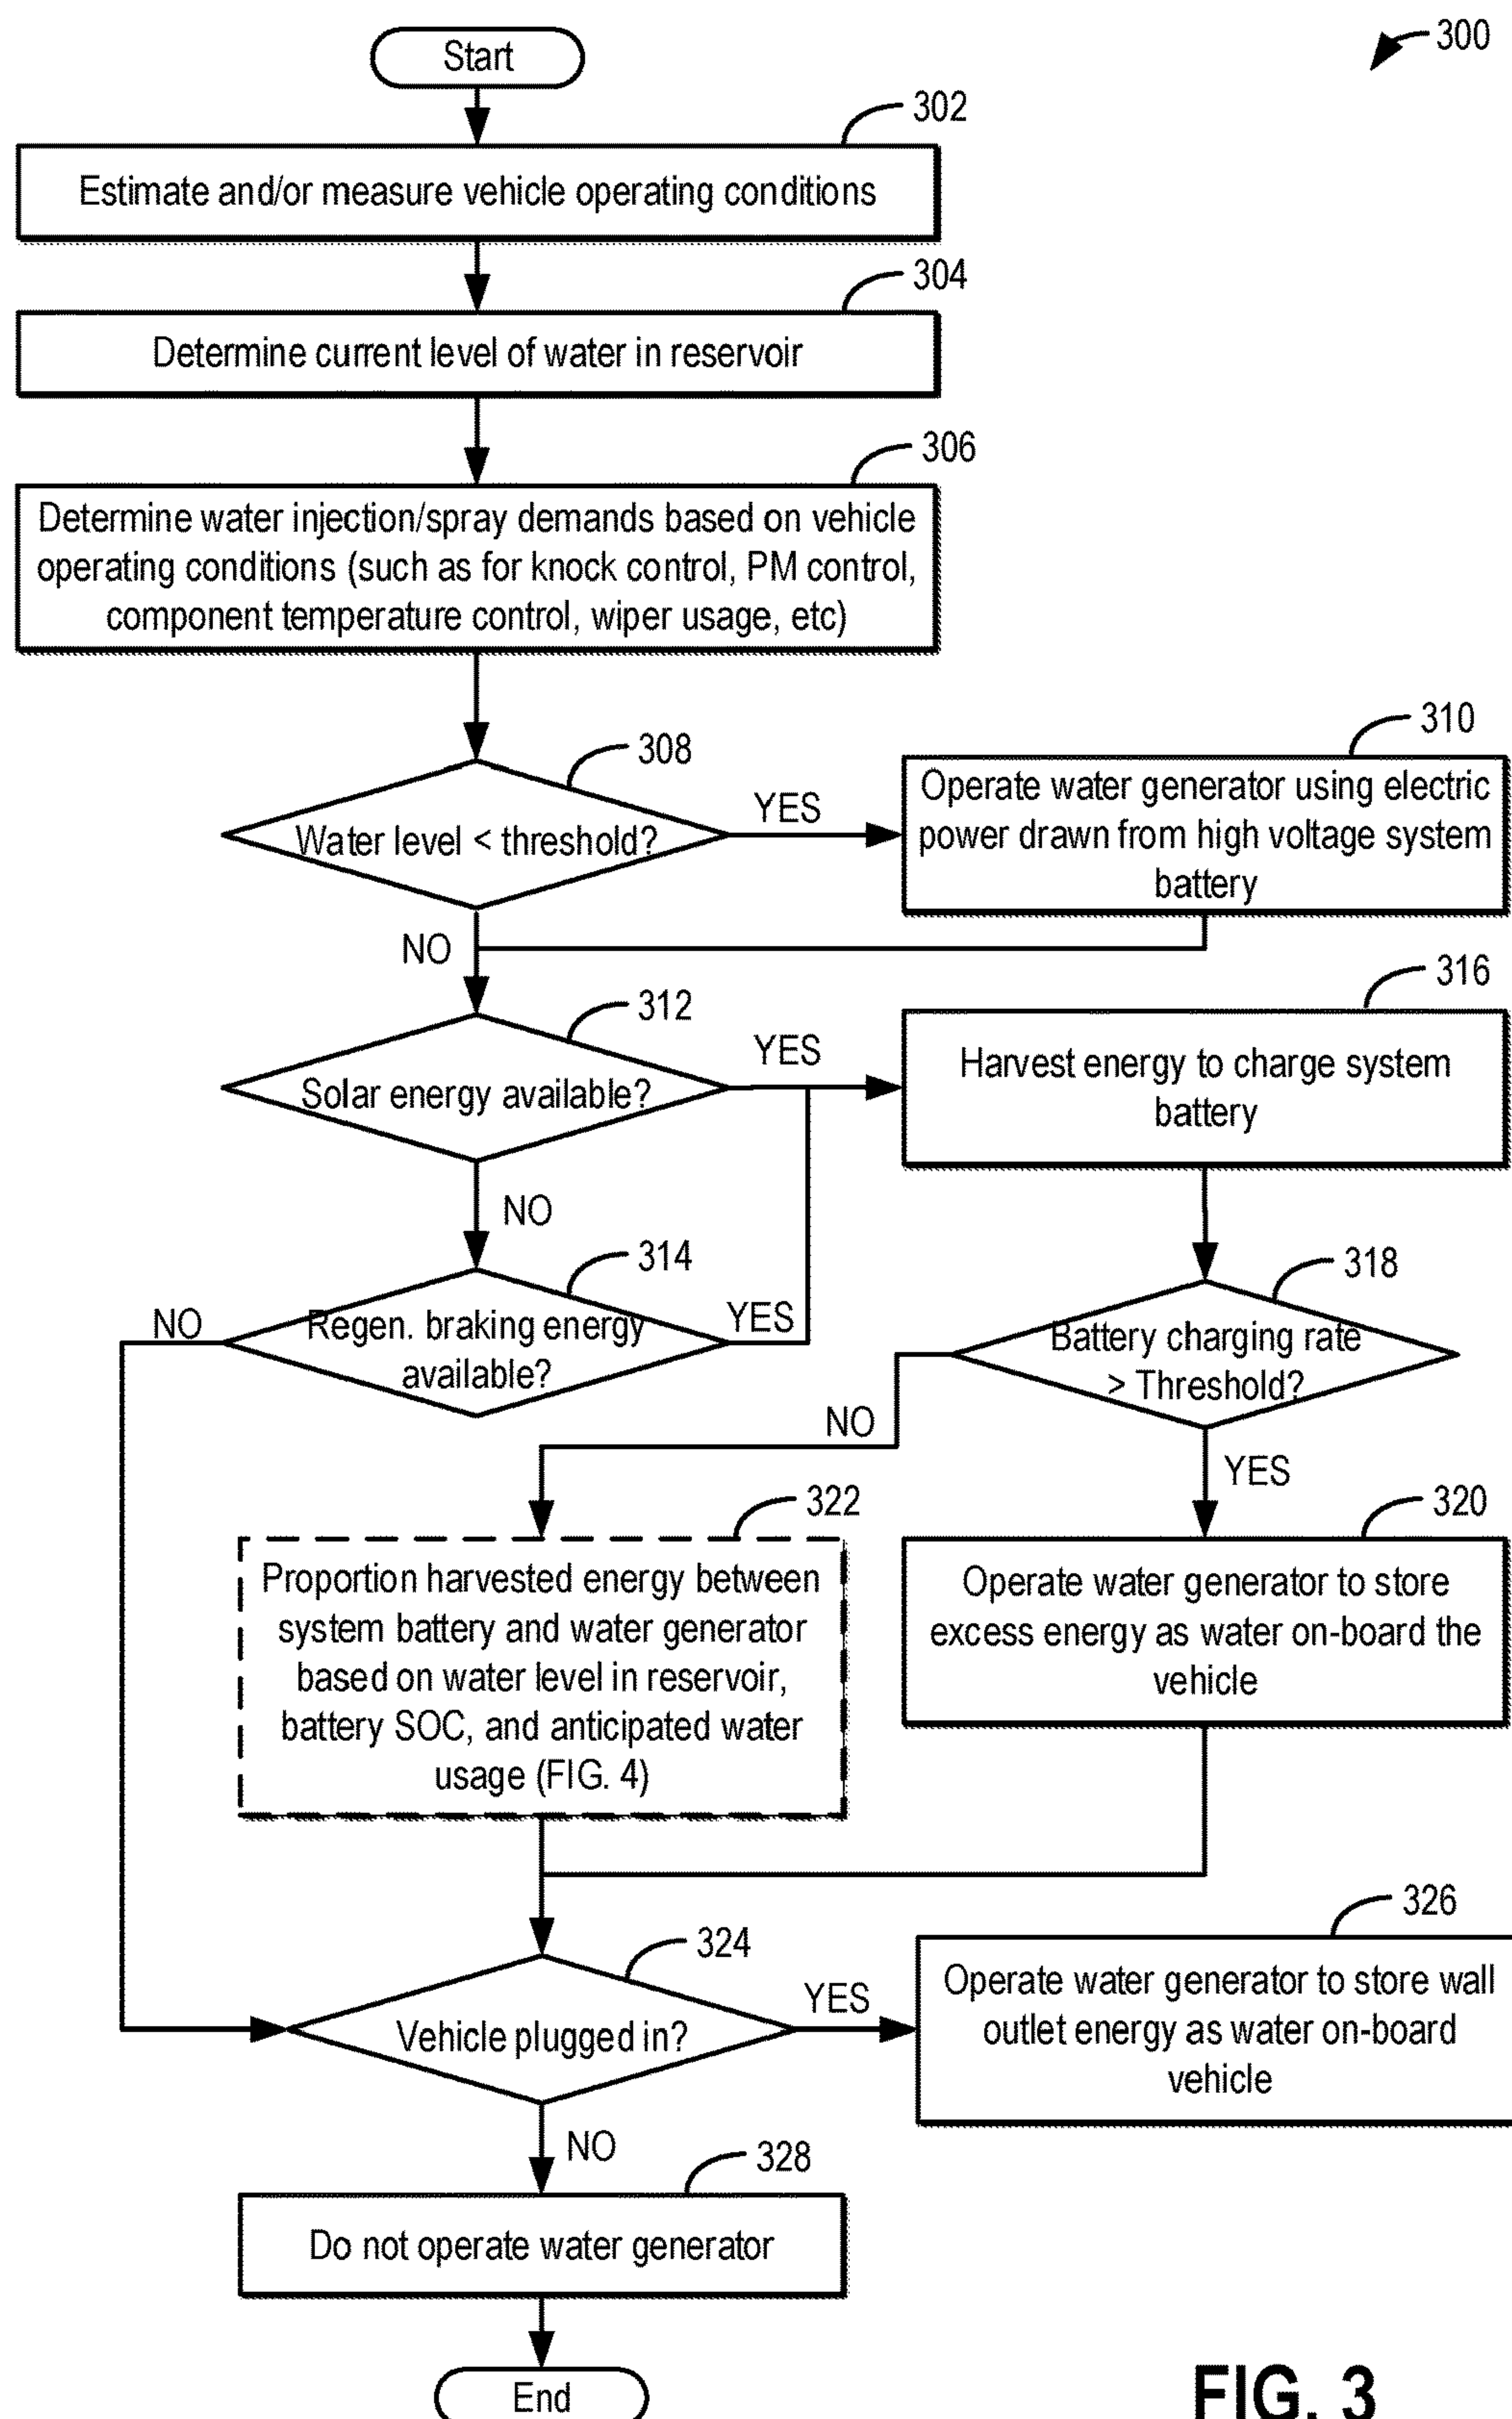 300
Start
302
Estimate and/or measure vehicle operating conditions
304
Determine current level of water in reservoir
306
Determine water injection/spray demands based on vehicle
operating conditions (such as for knock control, PM control,
component temperature control, wiper usage, etc)
308
Water level < threshold?
YES
310
Operate water generator using electric
power drawn from high voltage system
battery
NO
312
Solar energy available?
YES
316
Harvest energy to charge system
battery
NO
314
Regen. braking energy
available?
NO
YES
318
Battery charging rate
> Threshold?
NO
YES
322
Proportion harvested energy between
system battery and water generator
based on water level in reservoir,
battery SOC, and anticipated water
usage (FIG. 4)
320
Operate water generator to store
excess energy as water on-board the
vehicle
324
Vehicle plugged in?
YES
326
Operate water generator to store wall
outlet energy as water on-board
vehicle
NO
328
Do not operate water generator
End
FIG. 3